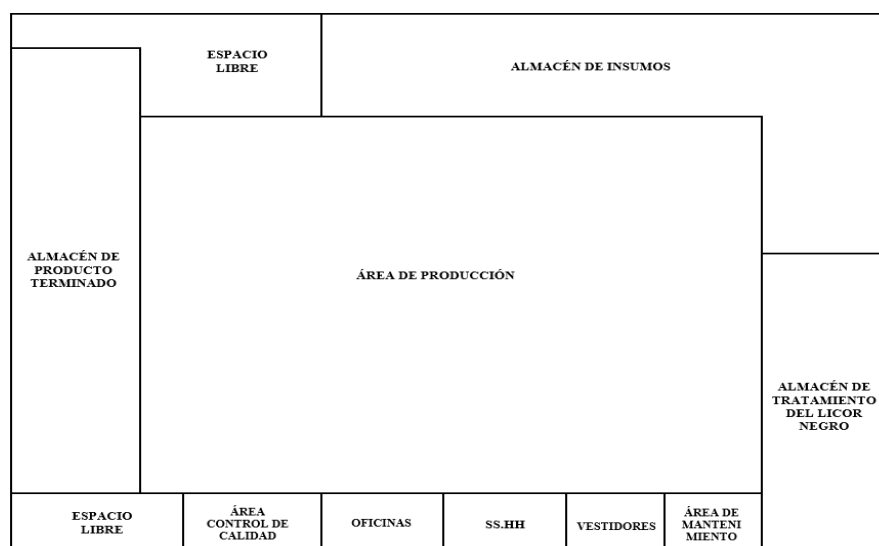 ESPACIO
LIBRE
ALMACÉN DE INSUMOS
ALMACÉN DE
PRODUCTO
TERMINADO
ÁREA DE PRODUCCIÓN
ALMACÉN DE
TRATAMIENTO
DEL LICOR
NEGRO
ESPACIO
LIBRE
ÁREA
CONTROL DE
CALIDAD
OFICINAS
SS.HH
VESTIDORES
ÁREA DE
MANTENI
MIENTO